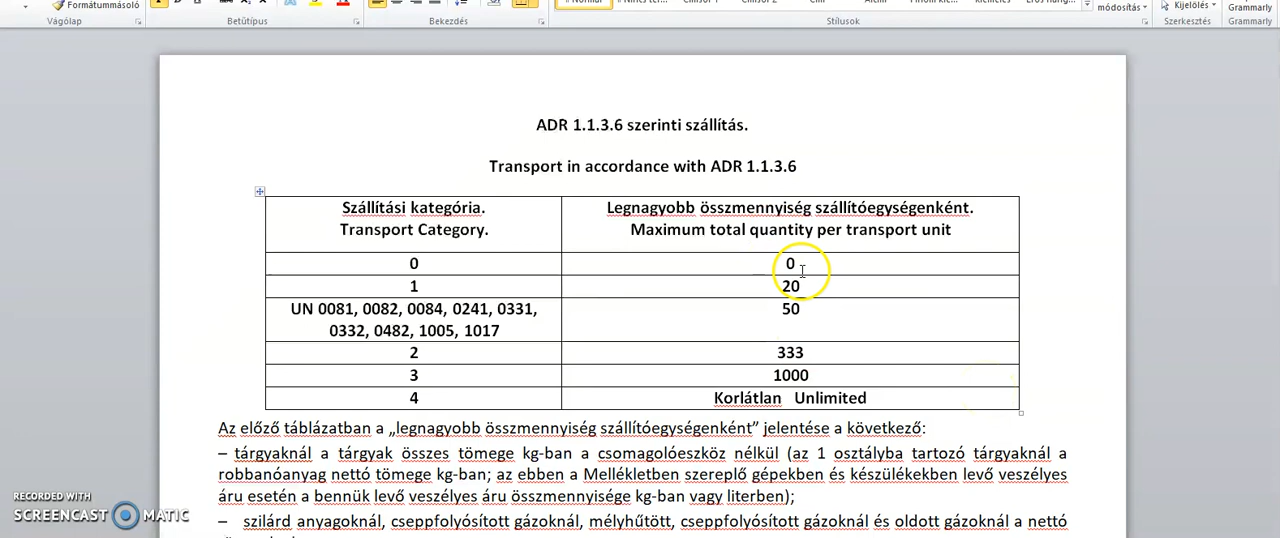 Formátummásoló
módosítás
Kijelölés
Grammarly
Vágólap
Betűtípus
Bekezdés
Stílusok
Szerkesztés
Grammarly
ADR 1.1.3.6 szerinti szállítás.
Transport in accordance with ADR 1.1.3.6
Szállítási kategória.
Transport Category.
Legnagyobb összmennyiség szállítóegységenként.
Maximum total quantity per transport unit
0 0
1 20
UN 0081, 0082, 0084, 0241, 0331,
0332, 0482, 1005, 1017
50
2 333
3 1000
4 Korlátlan Unlimited
Az előző táblázatban a „legnagyobb összmennyiség szállítóegységenként” jelentése a következő:
– tárgyaknál a tárgyak összes tömege kg-ban a csomagolóeszköz nélkül (az 1 osztályba tartozó tárgyaknál a
robbanóanyag nettó tömege kg-ban; az ebben a Mellékletben szereplő gépekben és készülékekben levő veszélyes
áru esetén a bennük levő veszélyes áru összmennyisége kg-ban vagy literben);
– szilárd anyagoknál, cseppfolyósított gázoknál, mélyhűtött, cseppfolyósított gázoknál és oldott gázoknál a nettó
RECORDED WITH
SCREENCAST MATIC